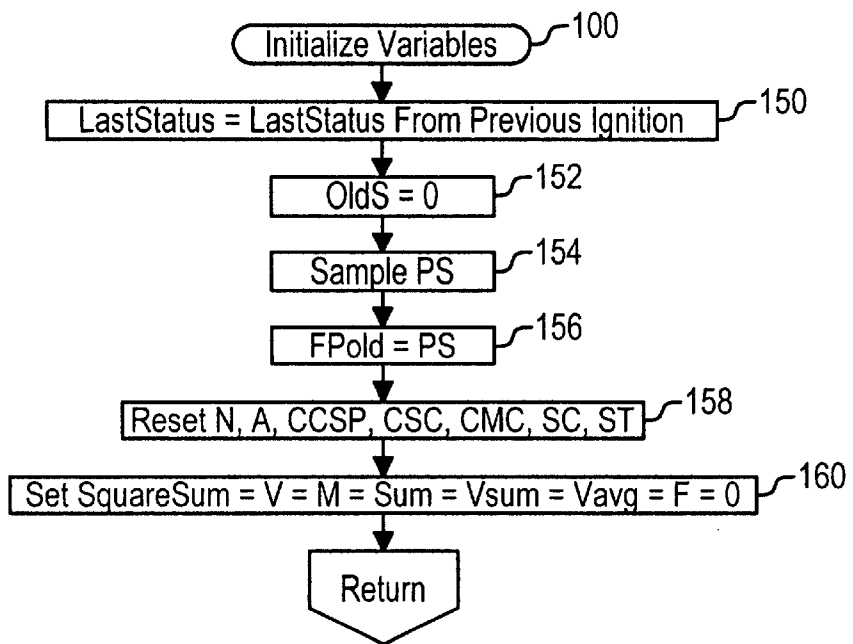 Initialize Variables 100
LastStatus = LastStatus From Previous Ignition 150
OldS = 0 152
Sample PS 154
FPold = PS 156
Reset N, A, CCSP, CSC, CMC, SC, ST 158
Set SquareSum = V = M = Sum = Vsum = Vavg = F = 0 160
Return